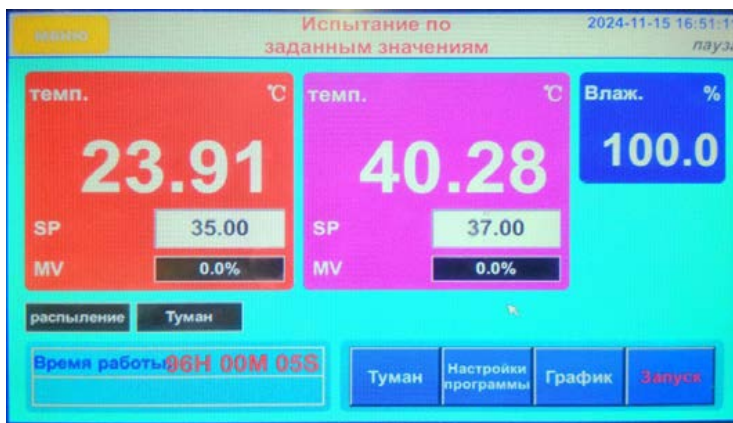 меню
Испытание по
заданным значениям
2024-11-15 16:51:1
пауза
темп. ℃
23.91
SP 35.00
MV 0.0%
темп. ℃
40.28
SP 37.00
MV 0.0%
Влаж. %
100.0
распыление Туман
Время работы 96H 00M 05S
Туман
Настройки
программы
График
Запуск